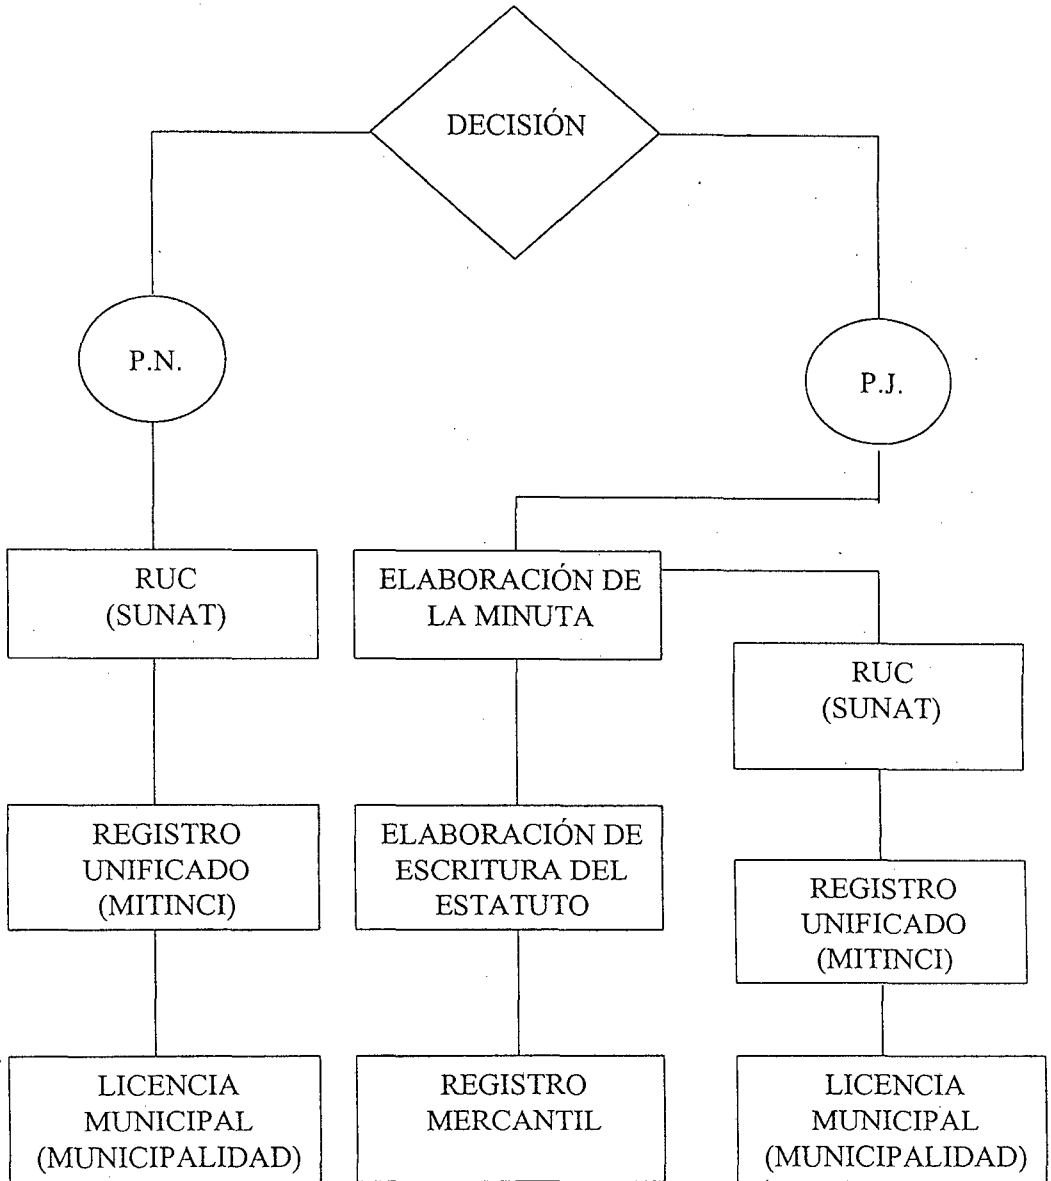 DECISIÓN
P.N.
P.J.
RUC
(SUNAT)
ELABORACIÓN DE
LA MINUTA
RUC
(SUNAT)
REGISTRO
UNIFICADO
(MITINCI)
ELABORACIÓN DE
ESCRITURA DEL
ESTATUTO
REGISTRO
UNIFICADO
(MITINCI)
LICENCIA
MUNICIPAL
(MUNICIPALIDAD)
REGISTRO
MERCANTIL
LICENCIA
MUNICIPAL
(MUNICIPALIDAD)